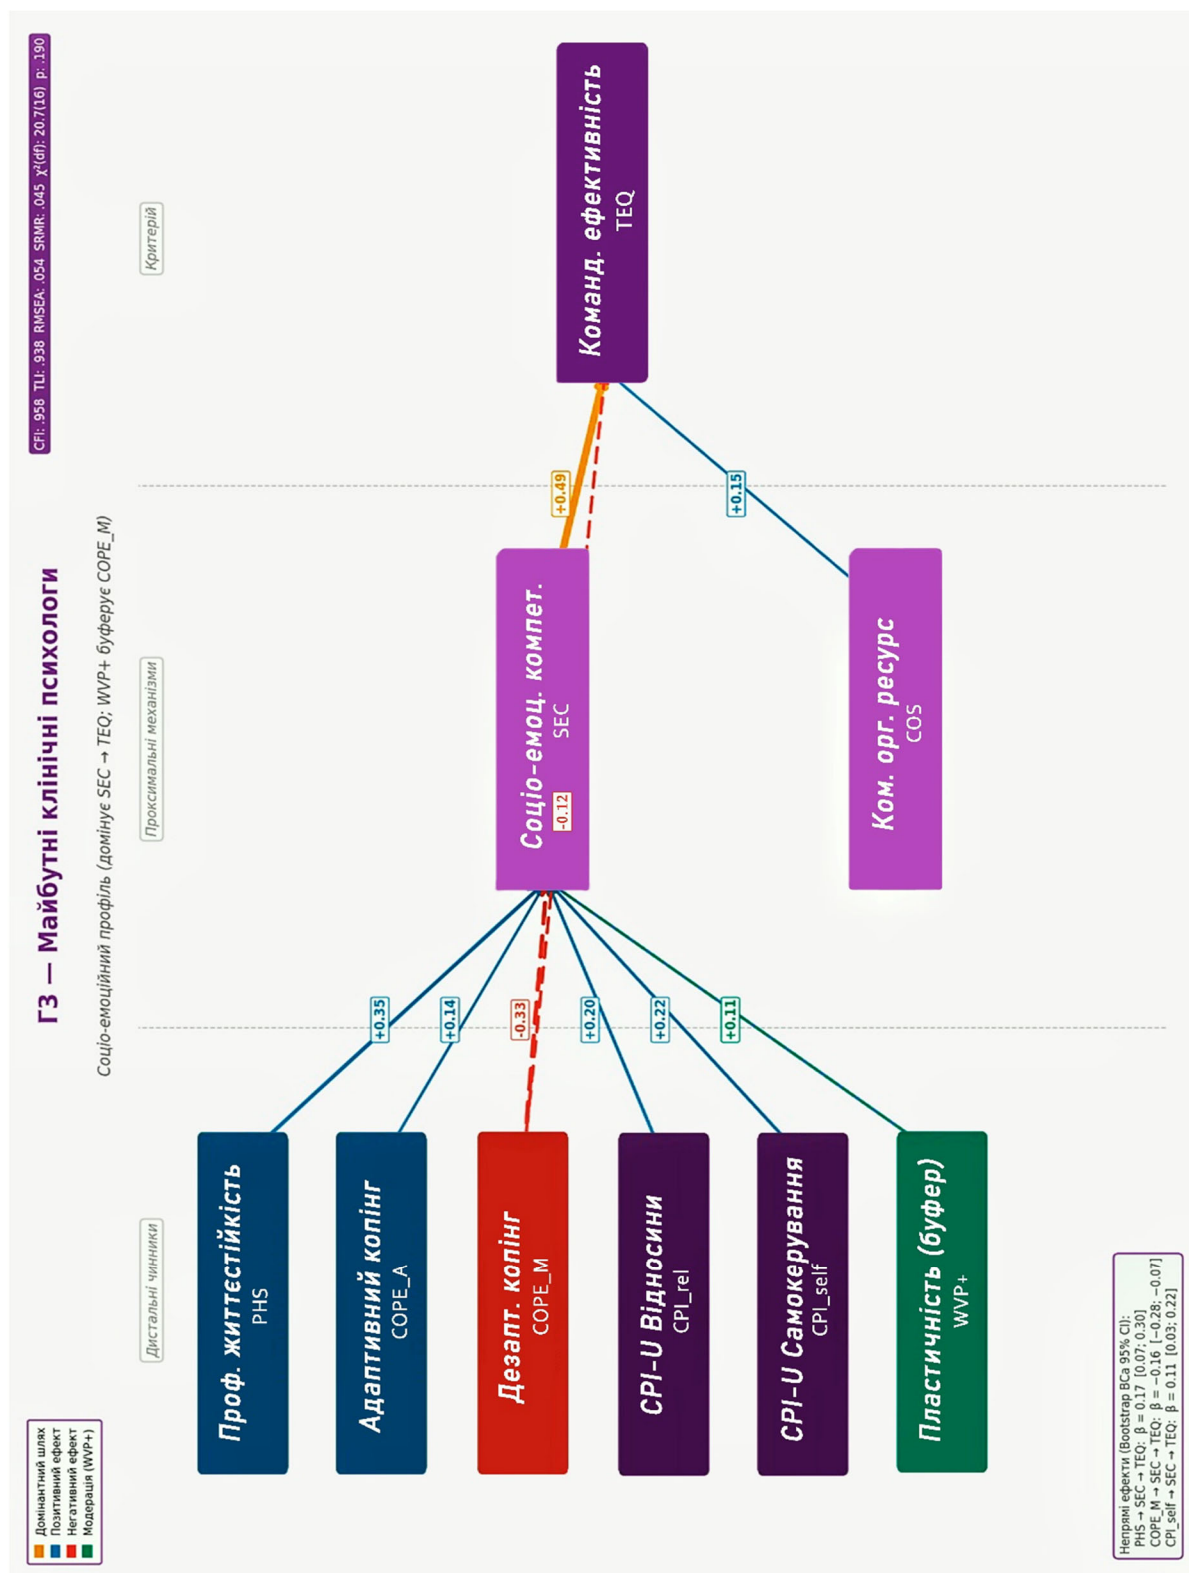 Г3 — Майбутні клінічні психологи
CFI: .958 TLI: .938 RMSEA: .054 SRMR: .045 χ²(df): 20.7(16) p: .190
Соціо-емоційний профіль (домінує SEC → TEQ; WVP+ буферує COPE_M)
Домінантний шлях
Позитивний ефект
Негативний ефект
Модерація (WVP+)
Дистальні чинники
Проксимальні механізми
Критерій
Проф. життєстійкість
PHS
Адаптивний копінг
COPE_A
Дезапт. копінг
COPE_M
CPI-U Відносини
CPI_rel
CPI-U Самокерування
CPI_self
Пластичність (буфер)
WVP+
+0.35
+0.14
-0.33
+0.20
+0.22
+0.11
Соціо-емоц. компет.
SEC
-0.12
Ком. орг. ресурс
COS
+0.49
+0.15
Команд. ефективність
TEQ
Непрямі ефекти (Bootstrap BCa 95% CI):
PHS → SEC → TEQ: β = 0.17 [0.07; 0.30]
COPE_M → SEC → TEQ: β = −0.16 [−0.28; −0.07]
CPI_self → SEC → TEQ: β = 0.11 [0.03; 0.22]